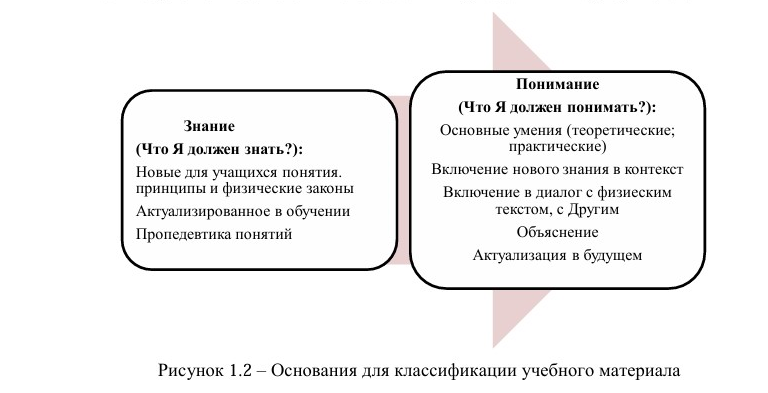 Знание
(Что Я должен знать?):
Новые для учащихся понятия.
принципы и физические законы
Актуализированное в обучении
Пропедевтика понятий
Понимание
(Что Я должен понимать?):
Основные умения (теоретические;
практические)
Включение нового знания в контекст
Включение в диалог с физиеским
текстом, с Другим
Объяснение
Актуализация в будущем
Рисунок 1.2 – Основания для классификации учебного материала